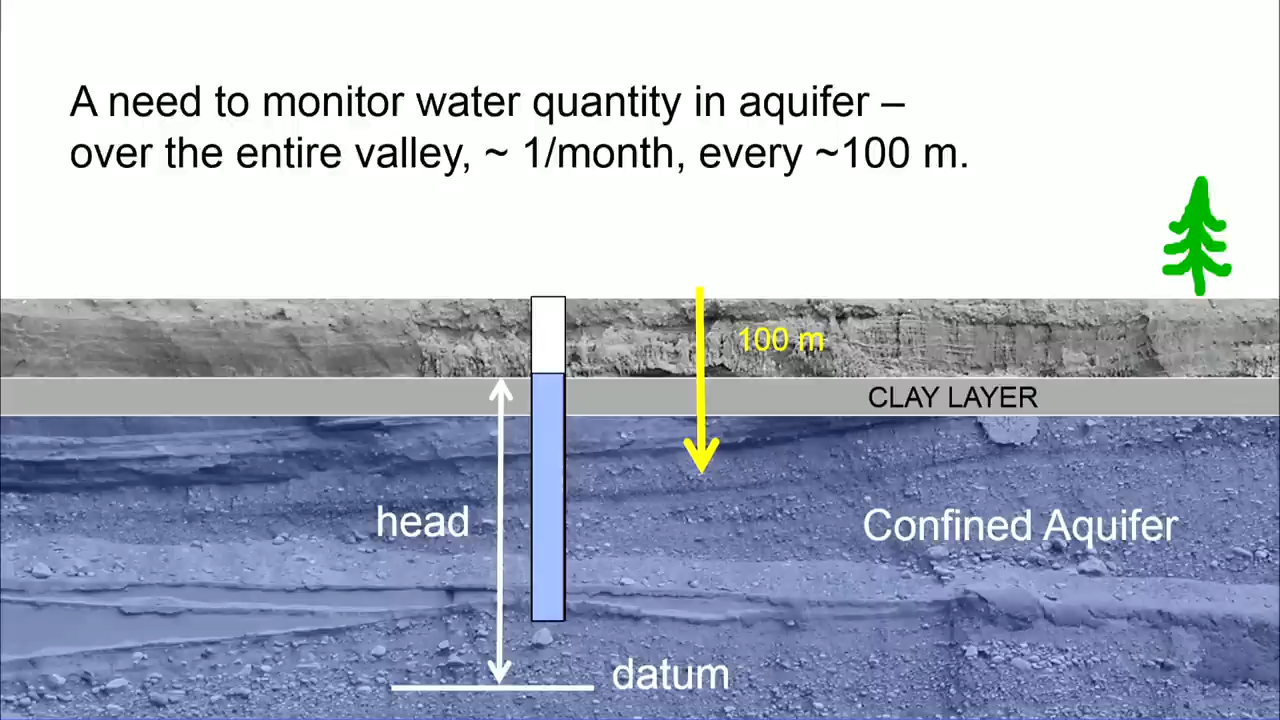 A need to monitor water quantity in aquifer –
over the entire valley, ~ 1/month, every ~100 m.
100 m
CLAY LAYER
head
Confined Aquifer
datum